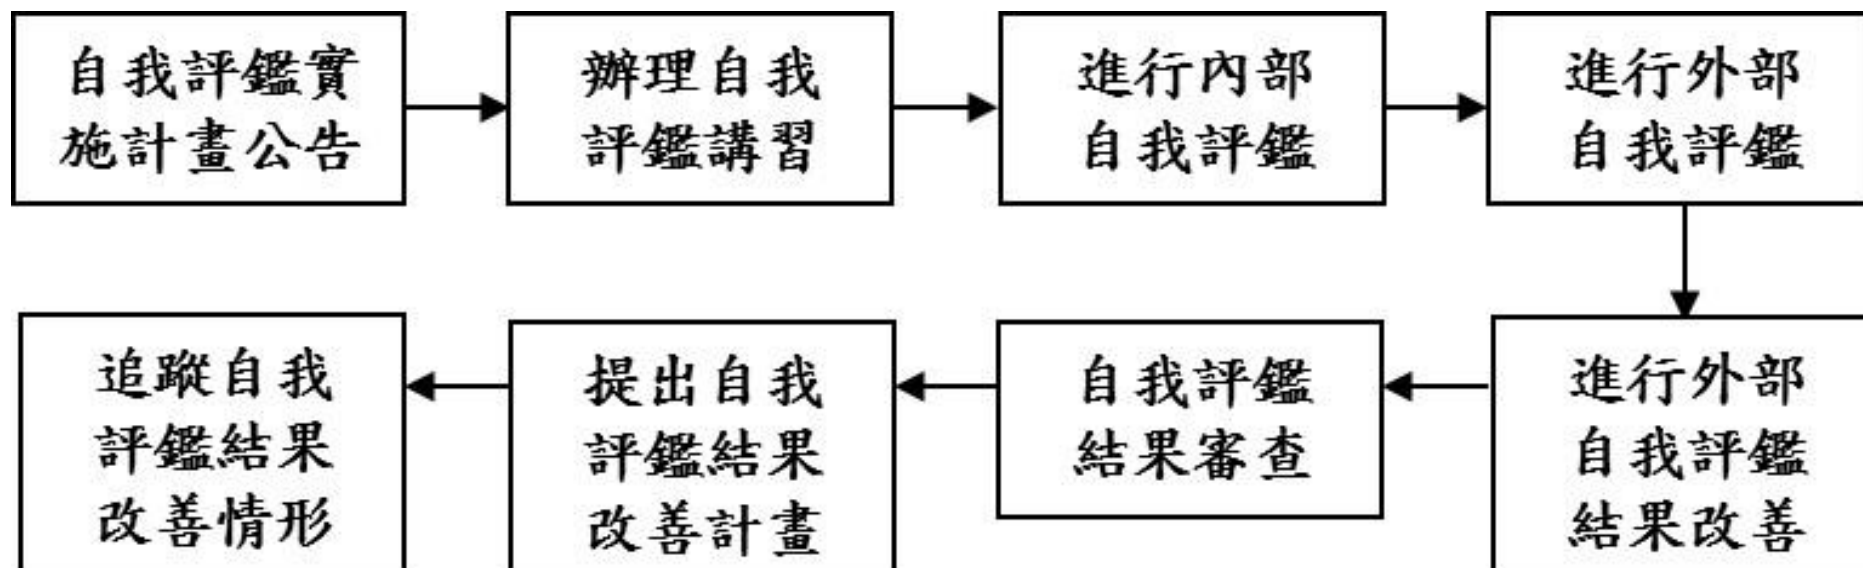 自我評鑑實
施計畫公告
辦理自我
評鑑講習
進行內部
自我評鑑
進行外部
自我評鑑
進行外部
自我評鑑
結果改善
自我評鑑
結果審查
提出自我
評鑑結果
改善計畫
追蹤自我
評鑑結果
改善情形